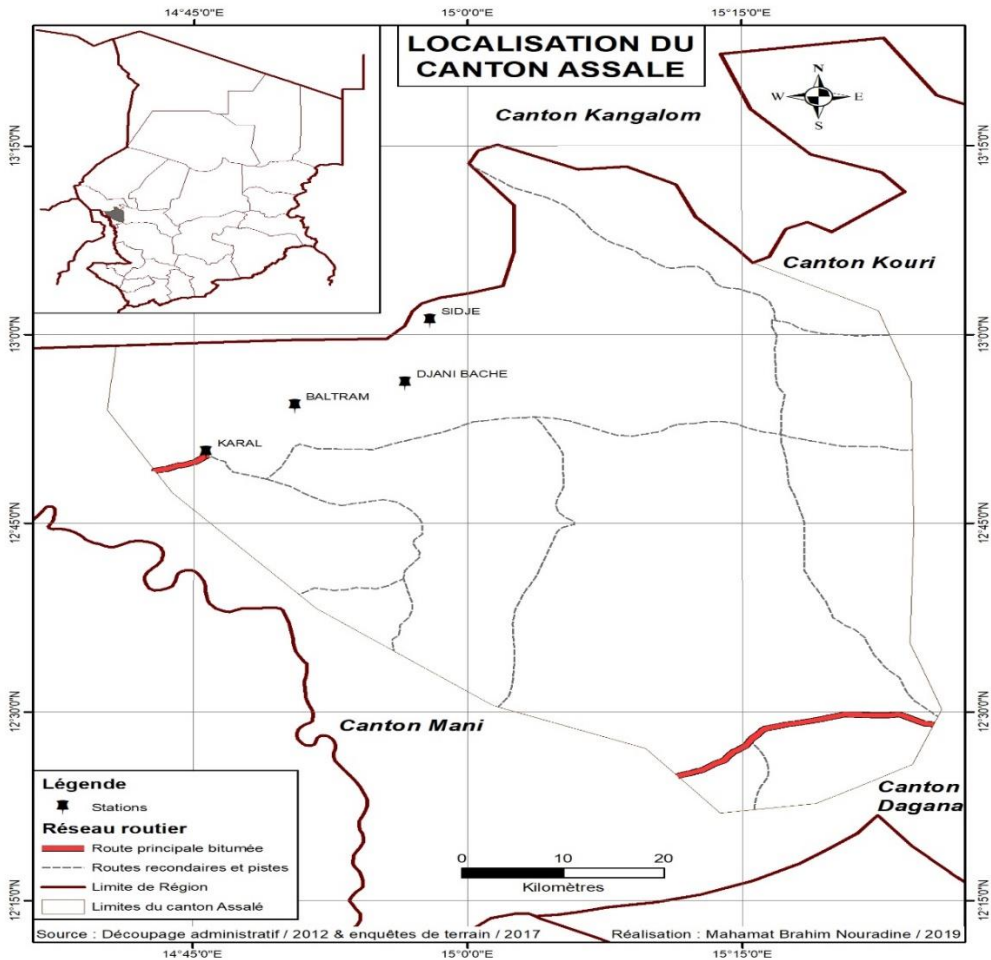 14°45'0"E
15°0'0"E
15°15'0"E
LOCALISATION DU
CANTON ASSALE
N
W
E
S
Canton Kangalom
13°15'0"N
13°15'0"N
Canton Kouri
SIDJE
13°0'0"N
13°0'0"N
DJANI BACHE
BALTRAM
KARAL
12°45'0"N
12°45'0"N
12°30'0"N
12°30'0"N
Canton Mani
Canton
Dagana
Légende
Stations
Réseau routier
Route principale bitumée
Routes recondaires et pistes
Limite de Région
Limites du canton Assalé
0 10 20
Kilomètres
12°15'0"N
12°15'0"N
Source : Découpage administratif / 2012 & enquêtes de terrain / 2017
Réalisation : Mahamat Brahim Nouradine / 2019
14°45'0"E
15°0'0"E
15°15'0"E